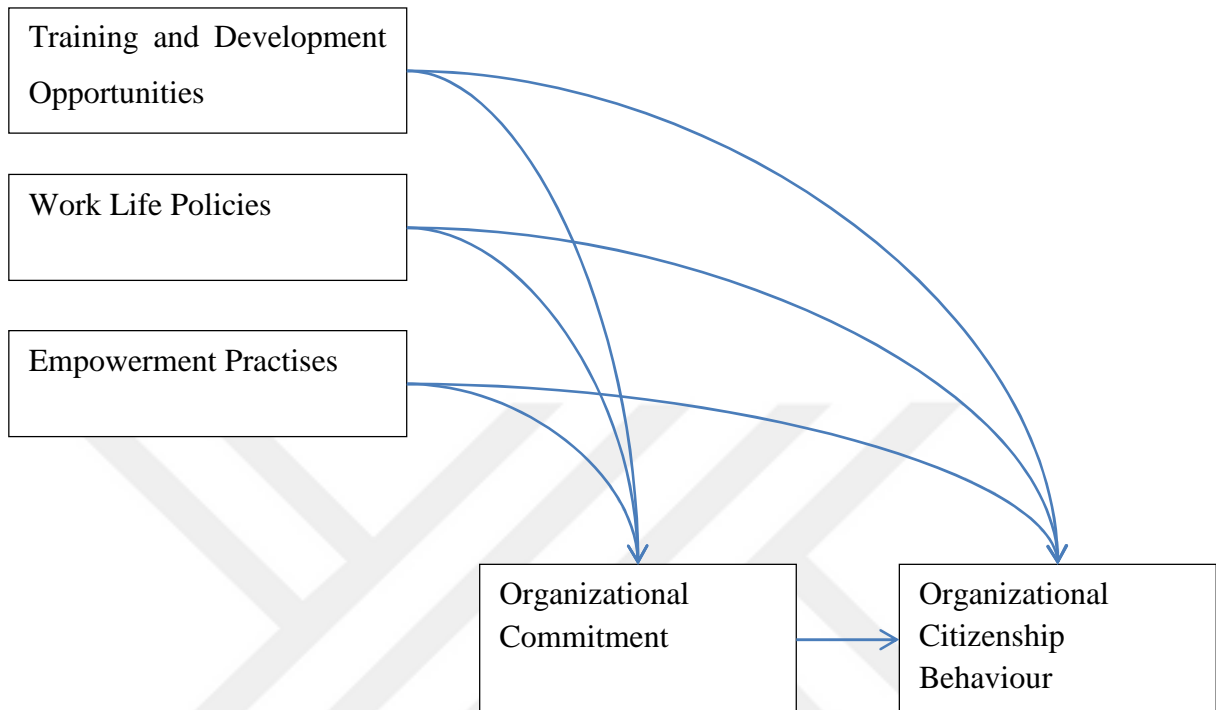 Training and Development
Opportunities
Work Life Policies
Empowerment Practises
Organizational
Commitment
Organizational
Citizenship
Behaviour